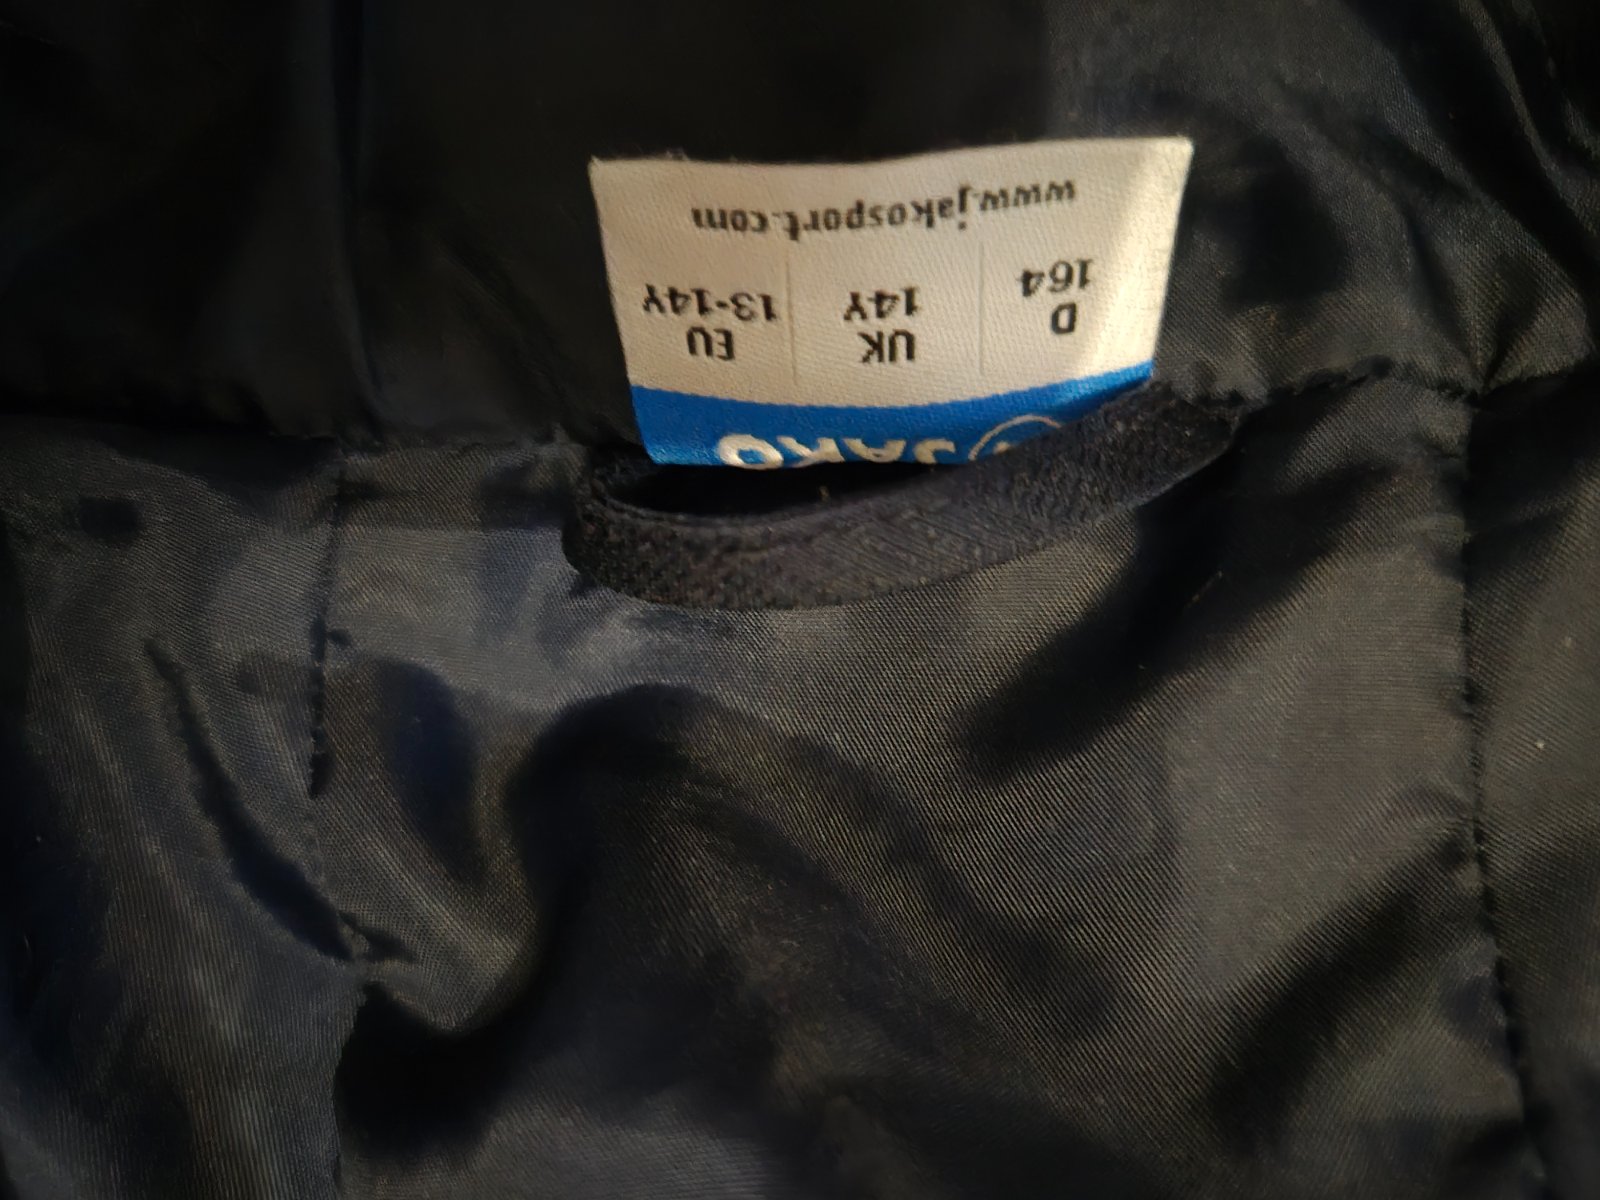 JAKO
D UK EU
164 14Y 13-14Y
www.jakosport.com